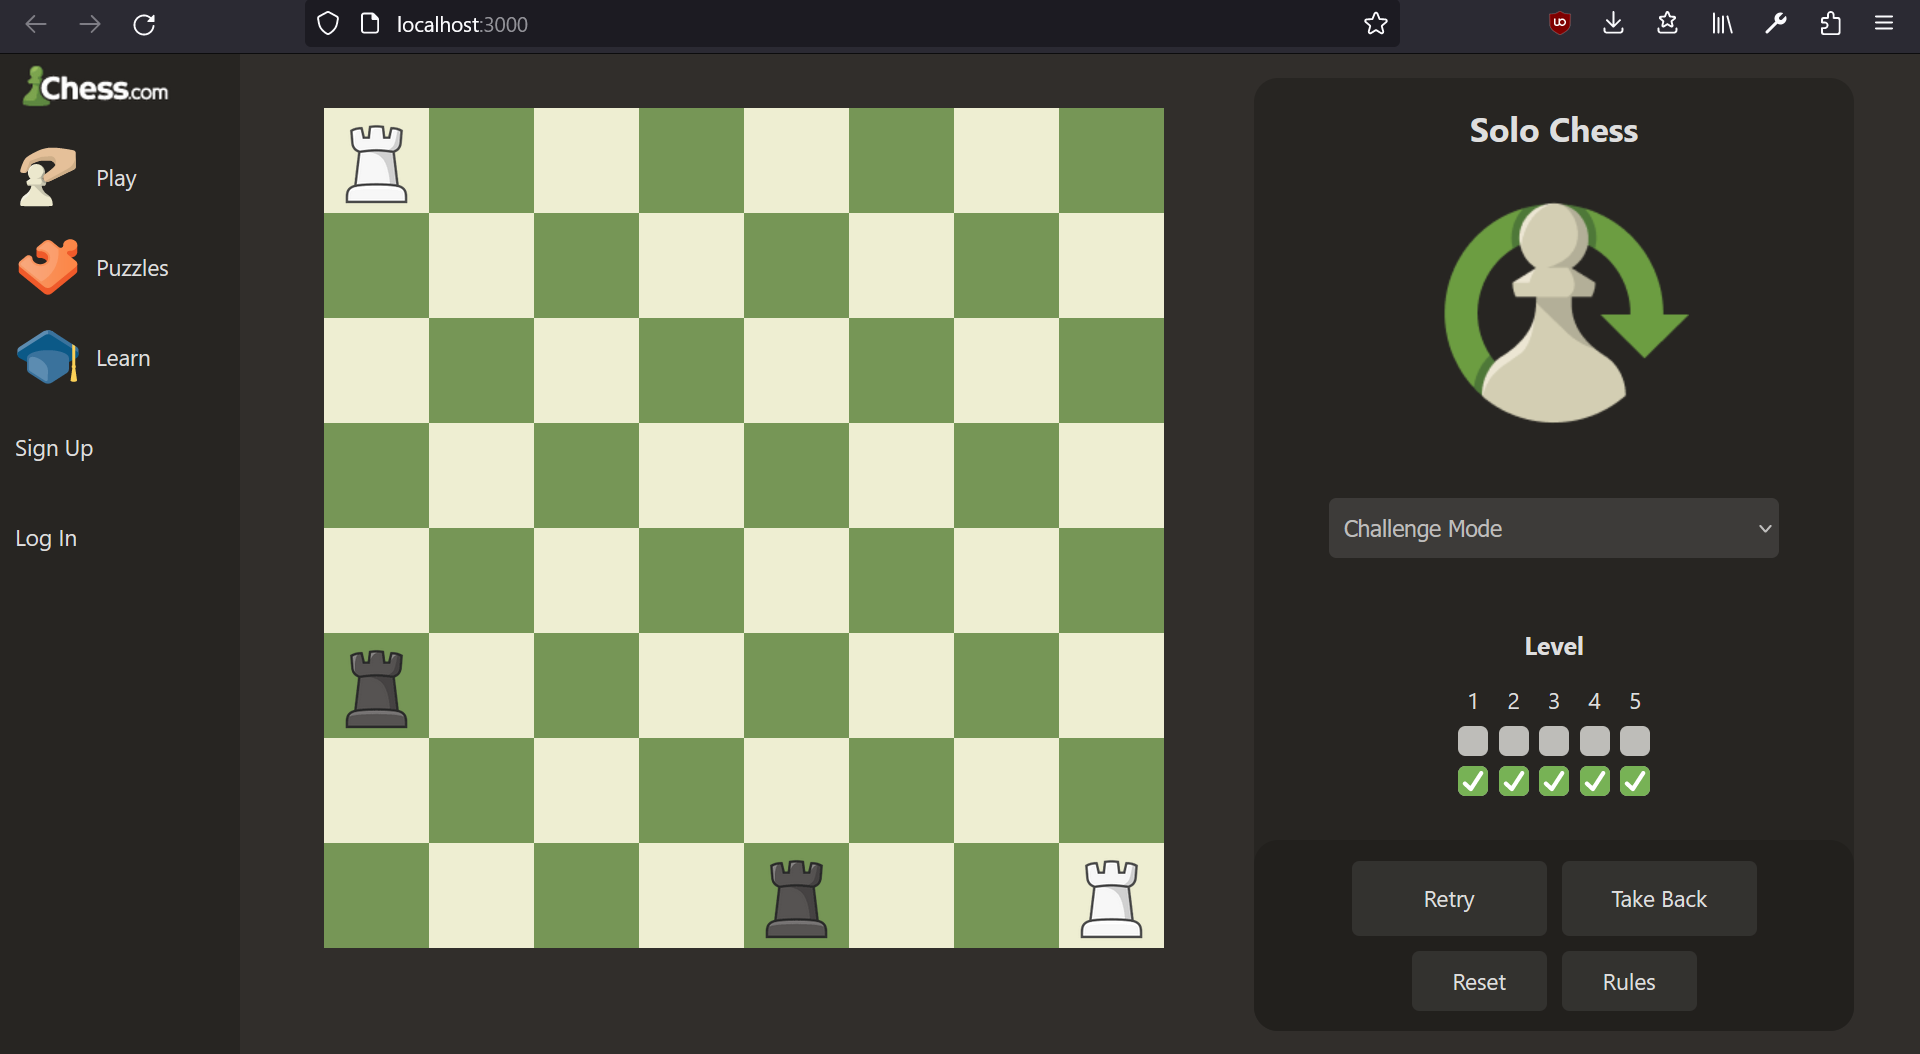 localhost:3000
Chess.com
Play
Puzzles
Learn
Sign Up
Log In
Solo Chess
Challenge Mode
Level
1 2 3 4 5
Retry
Take Back
Reset
Rules